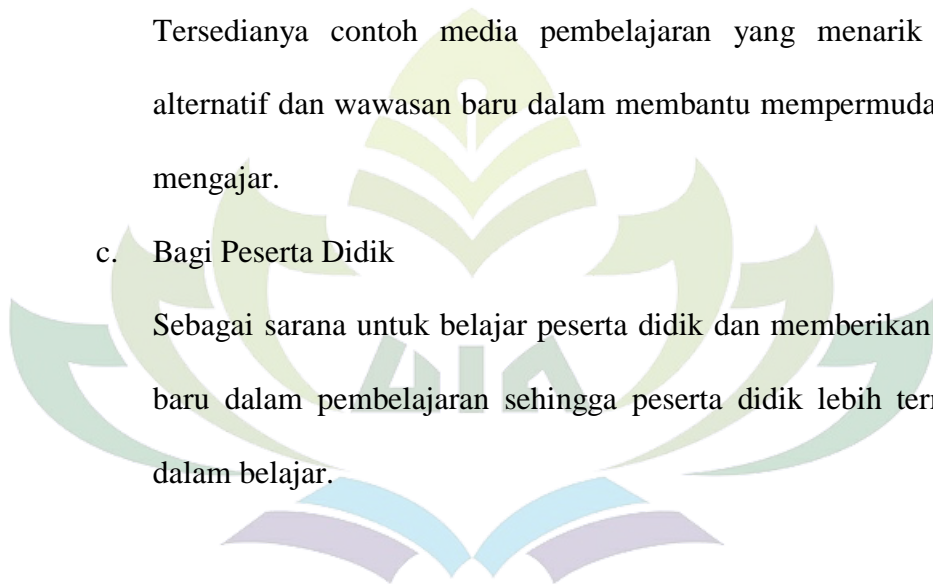 Tersedianya contoh media pembelajaran yang menarik
alternatif dan wawasan baru dalam membantu
mengajar.
c. Bagi Peserta Didik
Sebagai sarana untuk belajar peserta didik dan memberikan
baru dalam pembelajaran sehingga peserta didik lebih
dalam belajar.
UIN